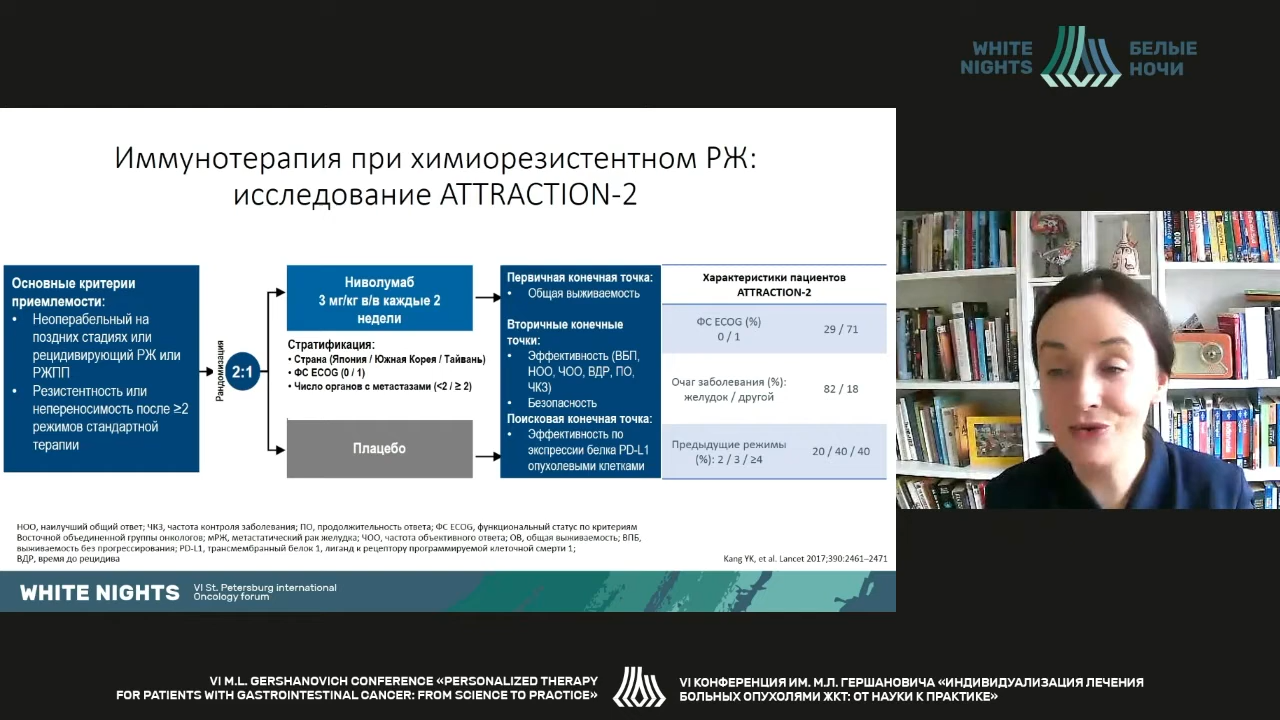 WHITE
NIGHTS
БЕЛЫЕ
НОЧИ
Иммунотерапия при химиорезистентном РЖ:
исследование ATTRACTION-2
Основные критерии
приемлемости:
• Неоперабельный на
поздних стадиях или
рецидивирующий РЖ или
РЖПП
• Резистентность или
непереносимость после ≥2
режимов стандартной
терапии
Рандомизация
2:1
Ниволумаб
3 мг/кг в/в каждые 2
недели
Стратификация:
• Страна (Япония / Южная Корея / Тайвань)
• ФС ECOG (0 / 1)
• Число органов с метастазами (<2 / ≥ 2)
Плацебо
Первичная конечная точка:
• Общая выживаемость
Вторичные конечные
точки:
• Эффективность (ВБП,
НОО, ЧОО, ВДР, ПО,
ЧКЗ)
• Безопасность
Поисковая конечная точка:
• Эффективность по
экспрессии белка PD-L1
опухолевыми клетками
Характеристики пациентов
ATTRACTION-2
ФС ECOG (%)
0 / 1
29 / 71
Очаг заболевания (%):
желудок / другой
82 / 18
Предыдущие режимы
(%): 2 / 3 / ≥4
20 / 40 / 40
НОО, наилучший общий ответ; ЧКЗ, частота контроля заболевания; ПО, продолжительность ответа; ФС ECOG, функциональный статус по критериям
Восточной объединенной группы онкологов; мРЖ, метастатический рак желудка; ЧОО, частота объективного ответа; ОВ, общая выживаемость; ВПБ,
выживаемость без прогрессирования; PD-L1, трансмембранный белок 1, лиганд к рецептору программируемой клеточной смерти 1;
ВДР, время до рецидива
Kang YK, et al. Lancet 2017;390:2461–2471
WHITE NIGHTS
VI St. Petersburg international
Oncology forum
VI M.L. GERSHANOVICH CONFERENCE «PERSONALIZED THERAPY
FOR PATIENTS WITH GASTROINTESTINAL CANCER: FROM SCIENCE TO PRACTICE»
VI КОНФЕРЕНЦИЯ ИМ. М.Л. ГЕРШАНОВИЧА «ИНДИВИДУАЛИЗАЦИЯ ЛЕЧЕНИЯ
БОЛЬНЫХ ОПУХОЛЯМИ ЖКТ: ОТ НАУКИ К ПРАКТИКЕ»